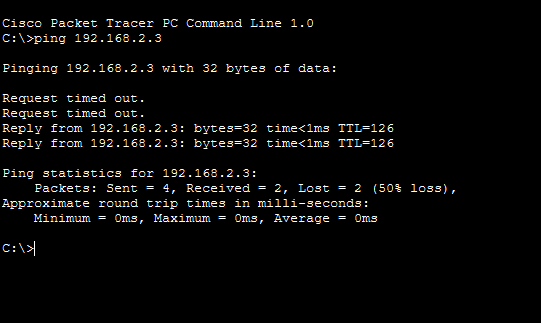 Cisco Packet Tracer PC Command Line 1.0
C:\>ping 192.168.2.3
Pinging 192.168.2.3 with 32 bytes of data:
Request timed out.
Request timed out.
Reply from 192.168.2.3: bytes=32 time<1ms TTL=126
Reply from 192.168.2.3: bytes=32 time<1ms TTL=126
Ping statistics for 192.168.2.3:
    Packets: Sent = 4, Received = 2, Lost = 2 (50% loss),
Approximate round trip times in milli-seconds:
    Minimum = 0ms, Maximum = 0ms, Average = 0ms
C:\>